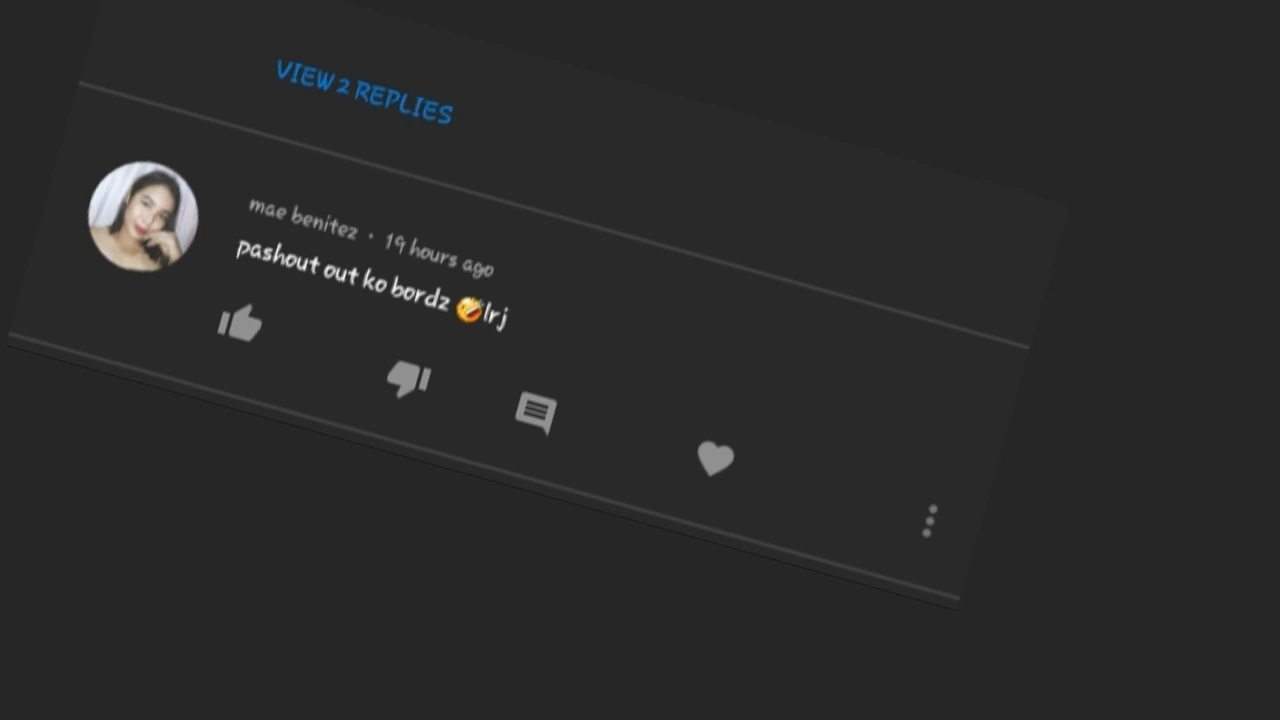 VIEW 2 REPLIES
mae benitez • 19 hours ago
pashout out ko bordz 🤣lrj